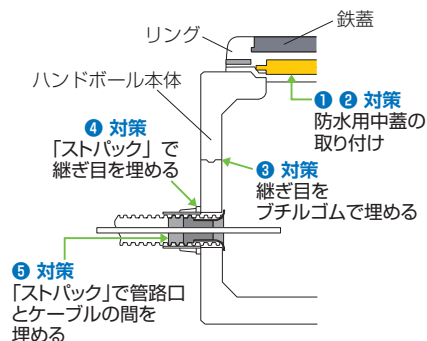 鉄蓋
リング
ハンドボール本体
❶ ❷ 対策
防水用中蓋の
取り付け
❹ 対策
「ストパック」で
継ぎ目を埋める
❸ 対策
継ぎ目を
ブチルゴムで埋める
❺ 対策
「ストパック」で管路口
とケーブルの間を
埋める